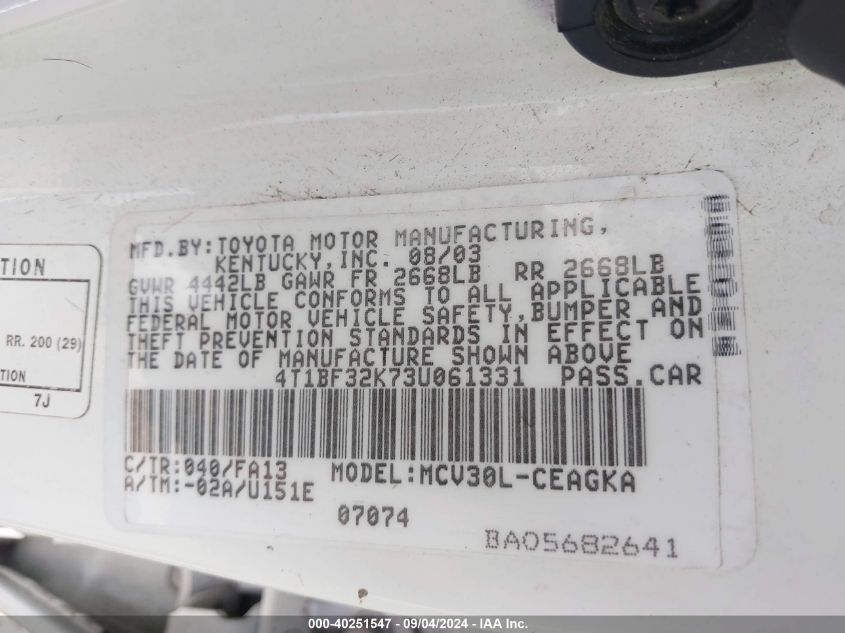 MFD.BY:TOYOTA MOTOR MANUFACTURING,
KENTUCKY,INC. 08/03
GVWR 4442LB GAWR FR 2668LB RR 2668LB
THIS VEHICLE CONFORMS TO ALL APPLICABLE
FEDERAL MOTOR VEHICLE SAFETY,BUMPER AND
THEFT PREVENTION STANDARDS IN EFFECT ON
THE DATE OF MANUFACTURE SHOWN ABOVE
4T1BF32K73U061331 PASS.CAR
C/TR:040/FA13 MODEL:MCV30L-CEAGKA
A/TM:-02A/U151E
07074
BA05682641
RR. 200 (29)
7J
000-40251547 - 09/04/2024 - IAA Inc.